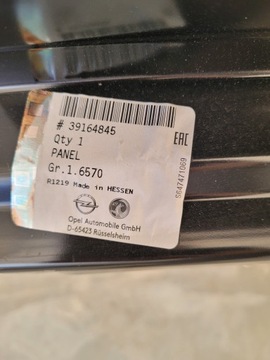 # 39164845
Qty 1
PANEL
Gr.1.6570
R1219 Made in HESSEN
Opel Automobile GmbH
D-65423 Rüsselsheim
EAC
S647471069